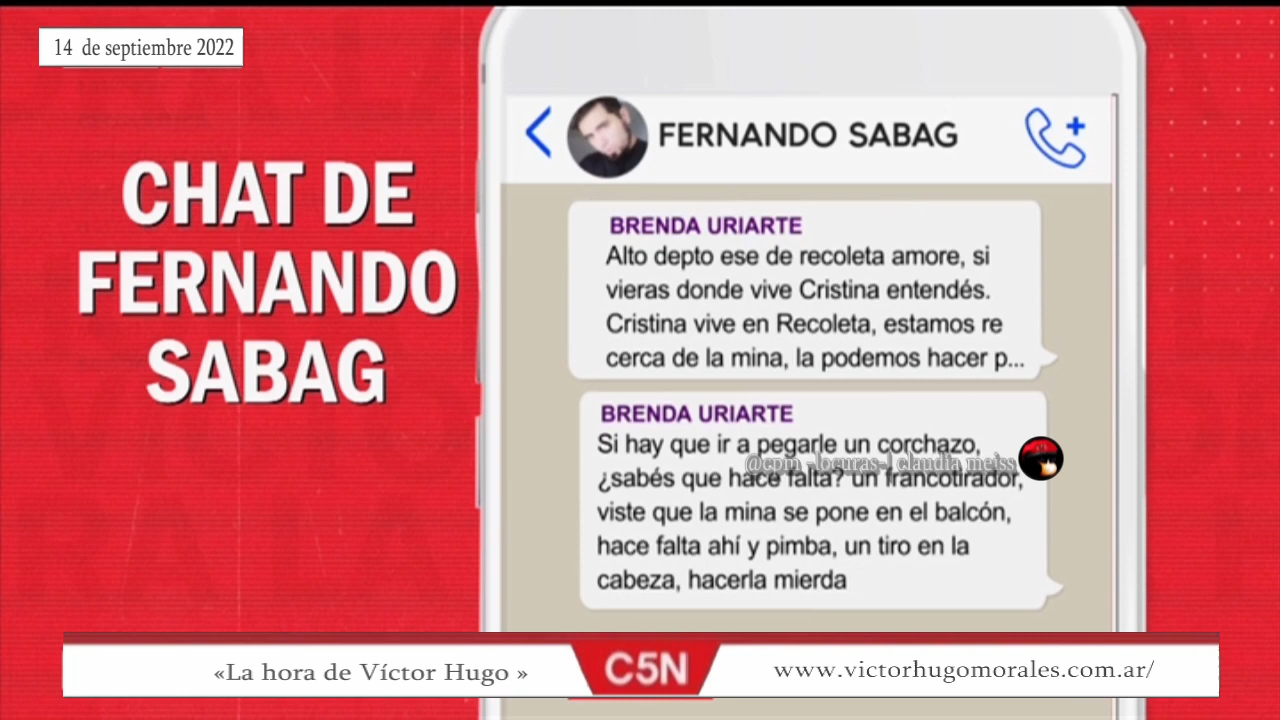 14 de septiembre 2022
CHAT DE
FERNANDO
SABAG
FERNANDO SABAG
BRENDA URIARTE
Alto depto ese de recoleta amore, si
vieras donde vive Cristina entendés.
Cristina vive en Recoleta, estamos re
cerca de la mina, la podemos hacer p...
BRENDA URIARTE
Si hay que ir a pegarle un corchazo,
¿sabés que hace falta? un francotirador,
viste que la mina se pone en el balcón,
hace falta ahí y pimba, un tiro en la
cabeza, hacerla mierda
claudia meiss
«La hora de Víctor Hugo »
C5N
www.victorhugomorales.com.ar/